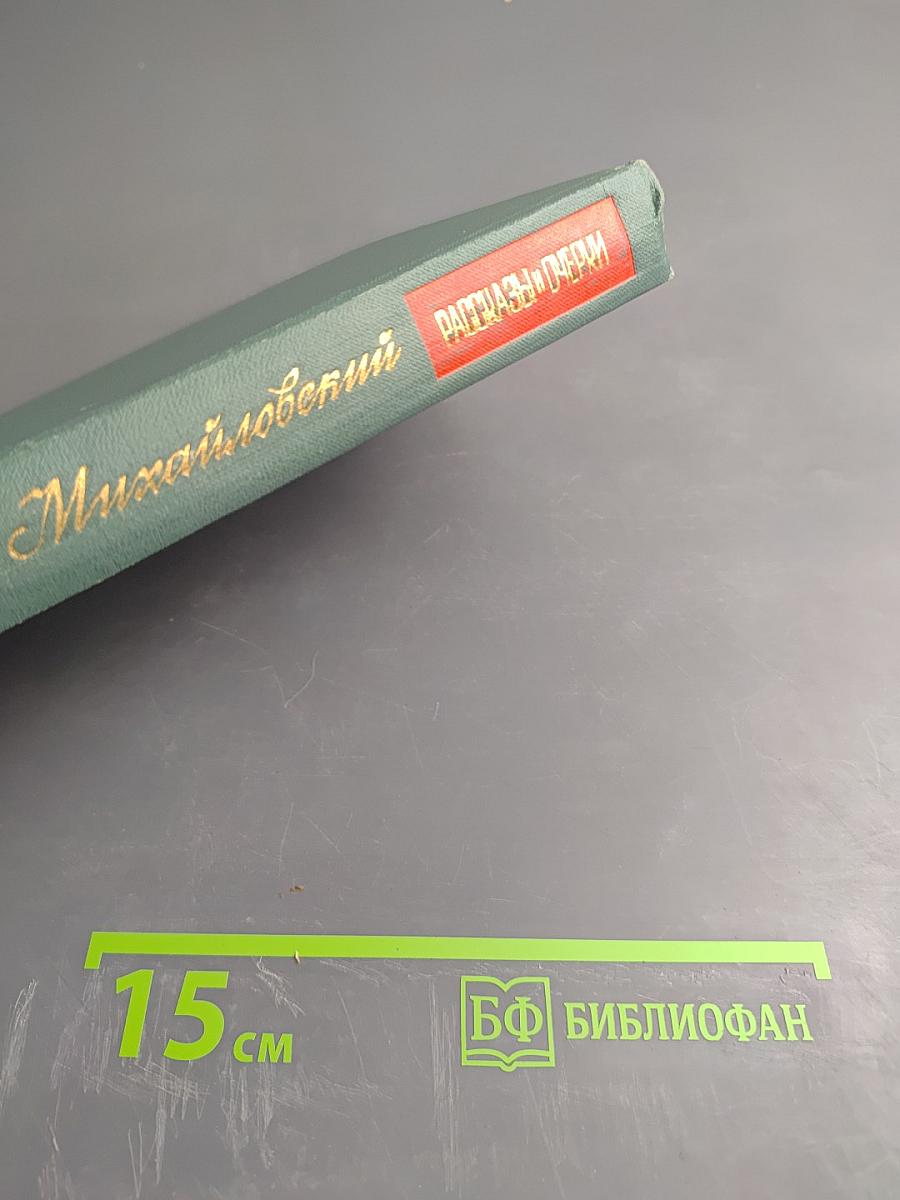 Михайловский
РАССКАЗЫ и ОЧЕРКИ
15 см
БФ БИБЛИОФАН